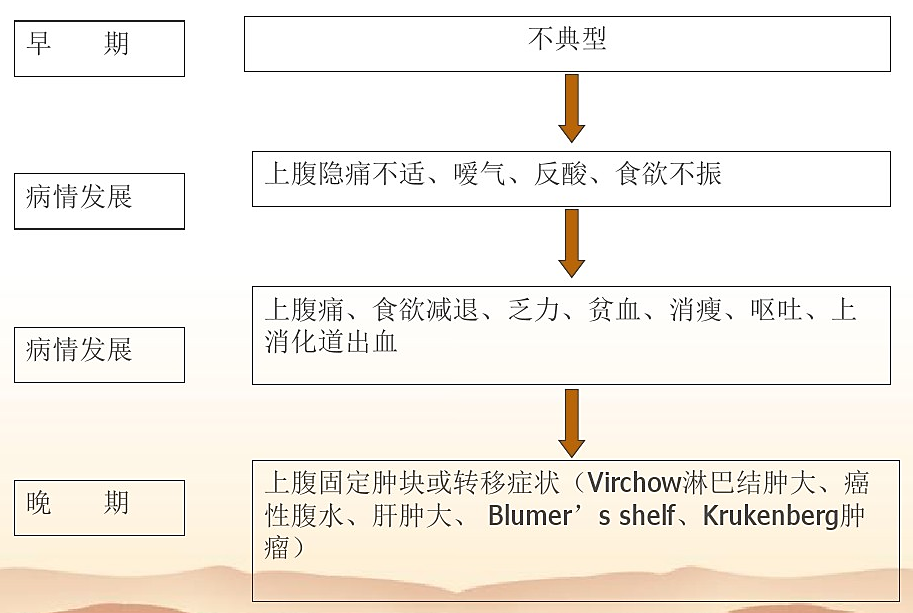 早　　期
不典型
病情发展
上腹隐痛不适、嗳气、反酸、食欲不振
病情发展
上腹痛、食欲减退、乏力、贫血、消瘦、呕吐、上
消化道出血
晚　　期
上腹固定肿块或转移症状（Virchow淋巴结肿大、癌
性腹水、肝肿大、 Blumer’s shelf、Krukenberg肿
瘤）